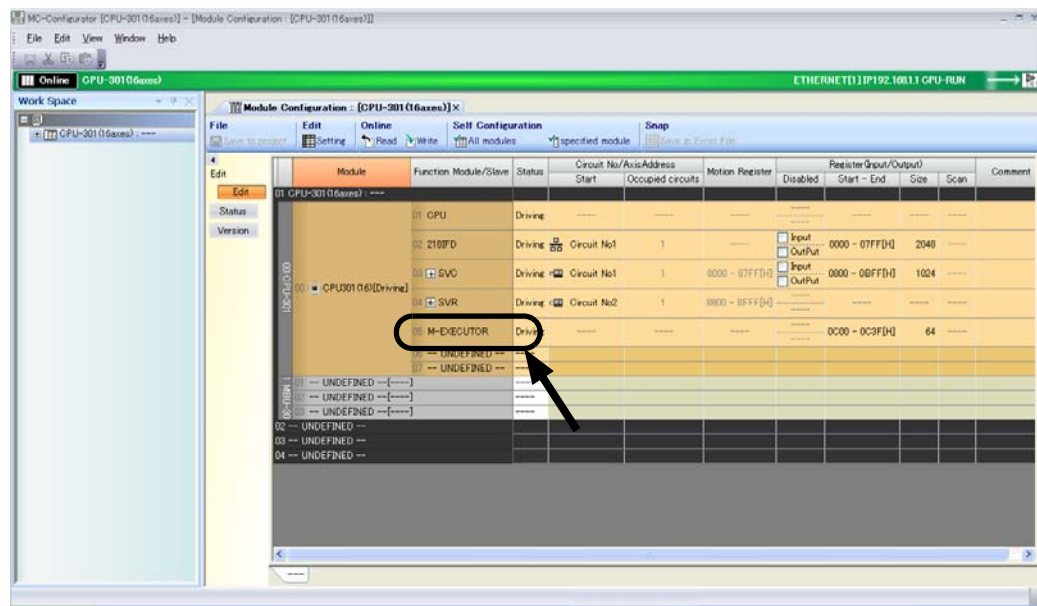 MC-Configurator [CPU-301(16axes)] - [Module Configuration : [CPU-301(16axes)]]
File Edit View Window Help
Online CPU-301(16axes) ETHERNET[1] IP192.168.1.1 CPU-RUN
Work Space
CPU-301(16axes) : ----
Module Configuration : [CPU-301(16axes)]
File Edit Online Self Configuration Snap
Save to project Setting Read Write All modules specified module Save in Excel File
Edit
Edit
Status
Version
Module Function Module/Slave Status Circuit No/AxisAddress Motion Register Register(Input/Output) Comment
Start Occupied circuits Disabled Start - End Size Scan
01 CPU-301(16axes) : ----
00 CPU-301
00 : CPU301(16)[Driving]
01 CPU Driving ---- ---- ---- ---- ---- ---- ----
02 218IFD Driving Circuit No1 1 ---- Input OutPut 0000 - 07FF[H] 2048 ----
03 SVC Driving Circuit No1 1 0000 - 87FF[H] Input OutPut 0800 - 0BFF[H] 1024 ----
04 SVR Driving Circuit No2 1 8800 - 8FFF[H] ---- ---- ---- ----
05 M-EXECUTOR Driving ---- ---- ---- ---- 0C00 - 0C3F[H] 64 ----
06 -- UNDEFINED -- ----
07 -- UNDEFINED -- ----
01 -- UNDEFINED --[----] ----
02 -- UNDEFINED --[----] ----
03 -- UNDEFINED --[----] ----
02 -- UNDEFINED --
03 -- UNDEFINED --
04 -- UNDEFINED --
----